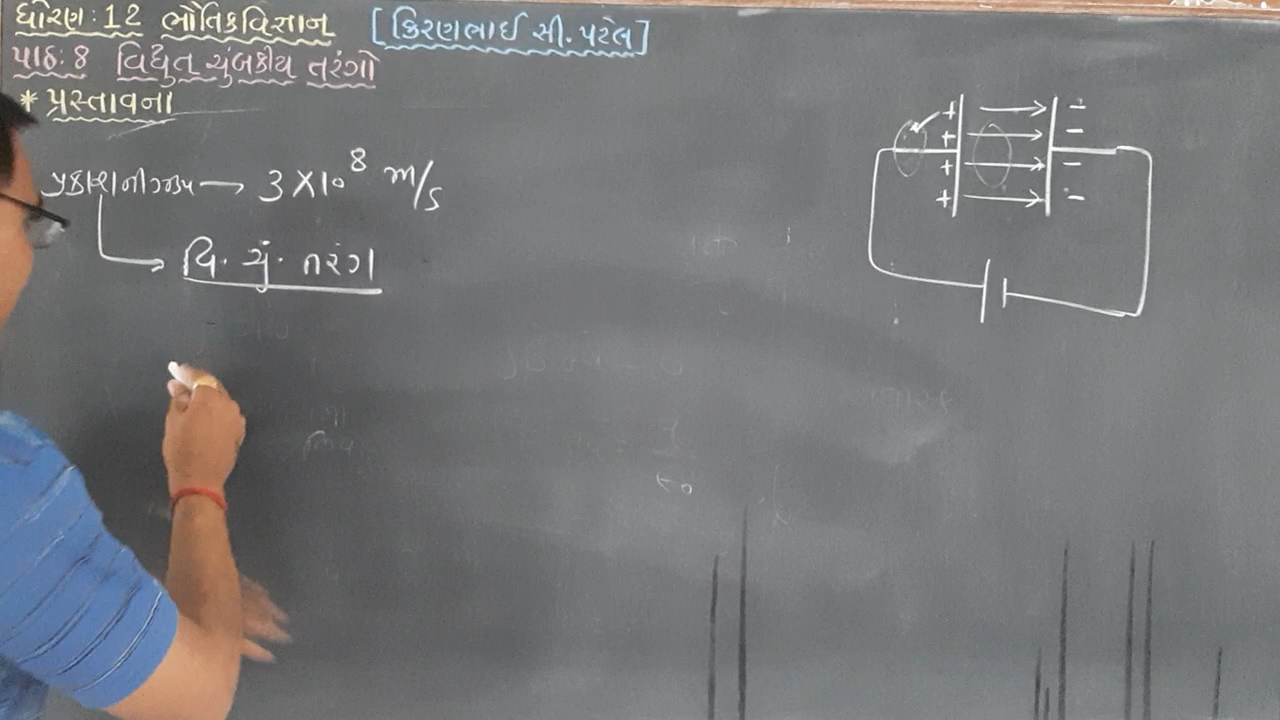 ધોરણ: 12 ભૌતિકવિજ્ઞાન [કિરણભાઈ સી. પટેલ]
પાઠ: 8 વિદ્યુત ચુંબકીય તરંગો
* પ્રસ્તાવના
પ્રકાશની ઝડપ → 3 × 10⁸ m/s
વિ. ચું. તરંગ
+ → -
+ → -
+ → -
+ → -